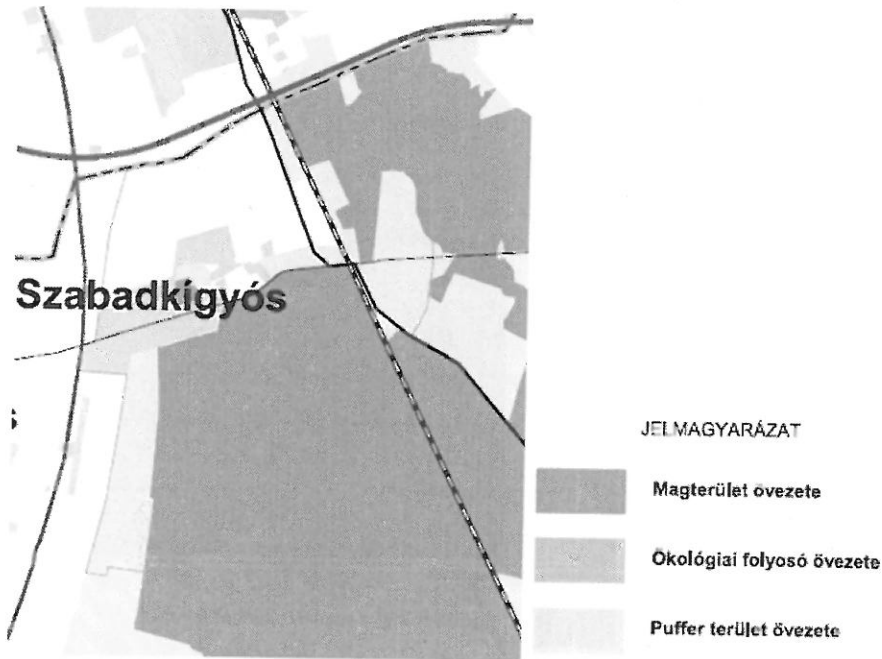 Szabadkígyós
s
JELMAGYARÁZAT
Magterület övezete
Ökológiai folyosó övezete
Puffer terület övezete